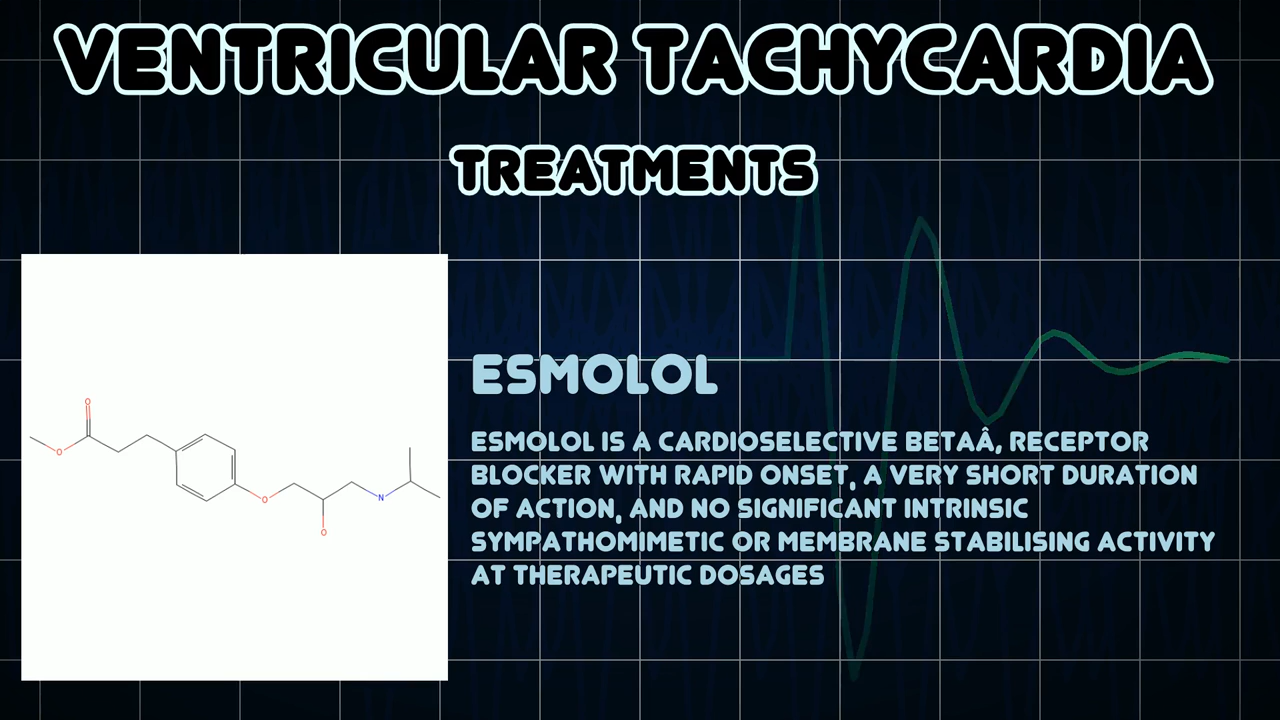 VENTRICULAR TACHYCARDIA
TREATMENTS
ESMOLOL
ESMOLOL IS A CARDIOSELECTIVE BETAÂ, RECEPTOR
BLOCKER WITH RAPID ONSET, A VERY SHORT DURATION
OF ACTION, AND NO SIGNIFICANT INTRINSIC
SYMPATHOMIMETIC OR MEMBRANE STABILISING ACTIVITY
AT THERAPEUTIC DOSAGES
O
O
O
N
O